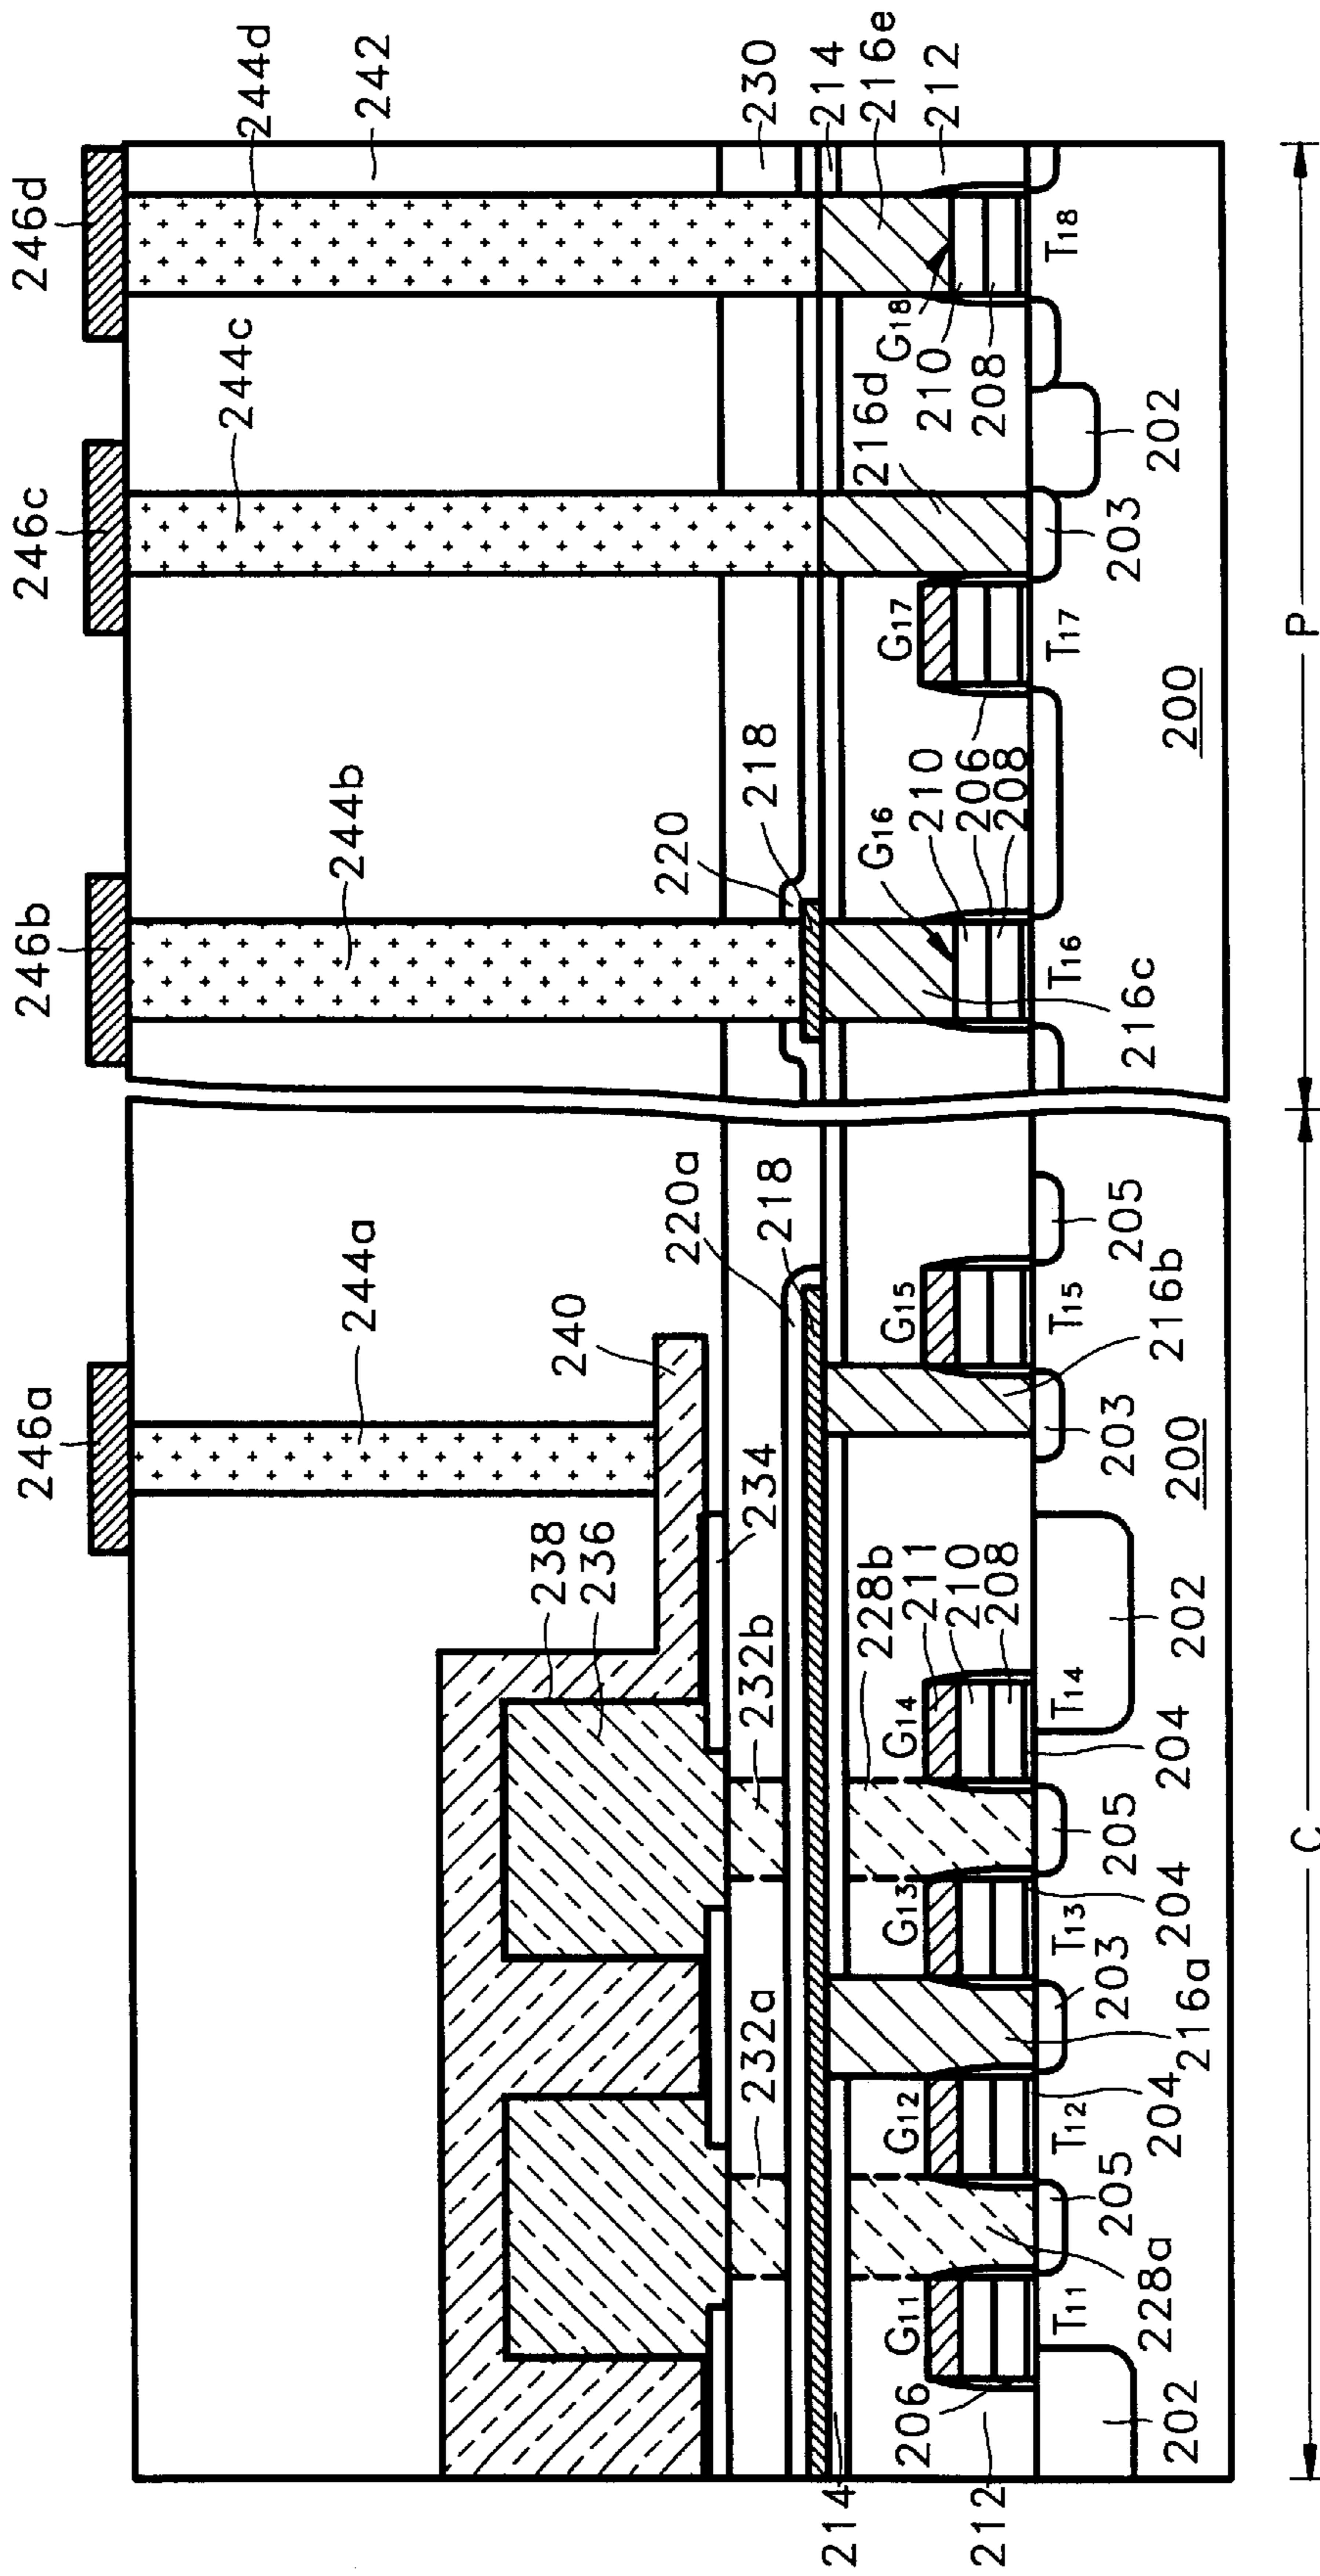 246a
246b
246c
246d
244a
244b
244c
244d
242
240
238
236
234
220a
218
220
218
230
214
216e
212
232a
232b
228b
211
210
208
G11
G12
G13
G14
G15
G16
210
206
208
G17
216d
G18
210
208
214
212
206
T11
T12
T13
T14
T15
T16
T17
T18
202
228a
205
204
216a
203
204
205
204
202
203
216b
205
216c
203
202
200
200
C
P